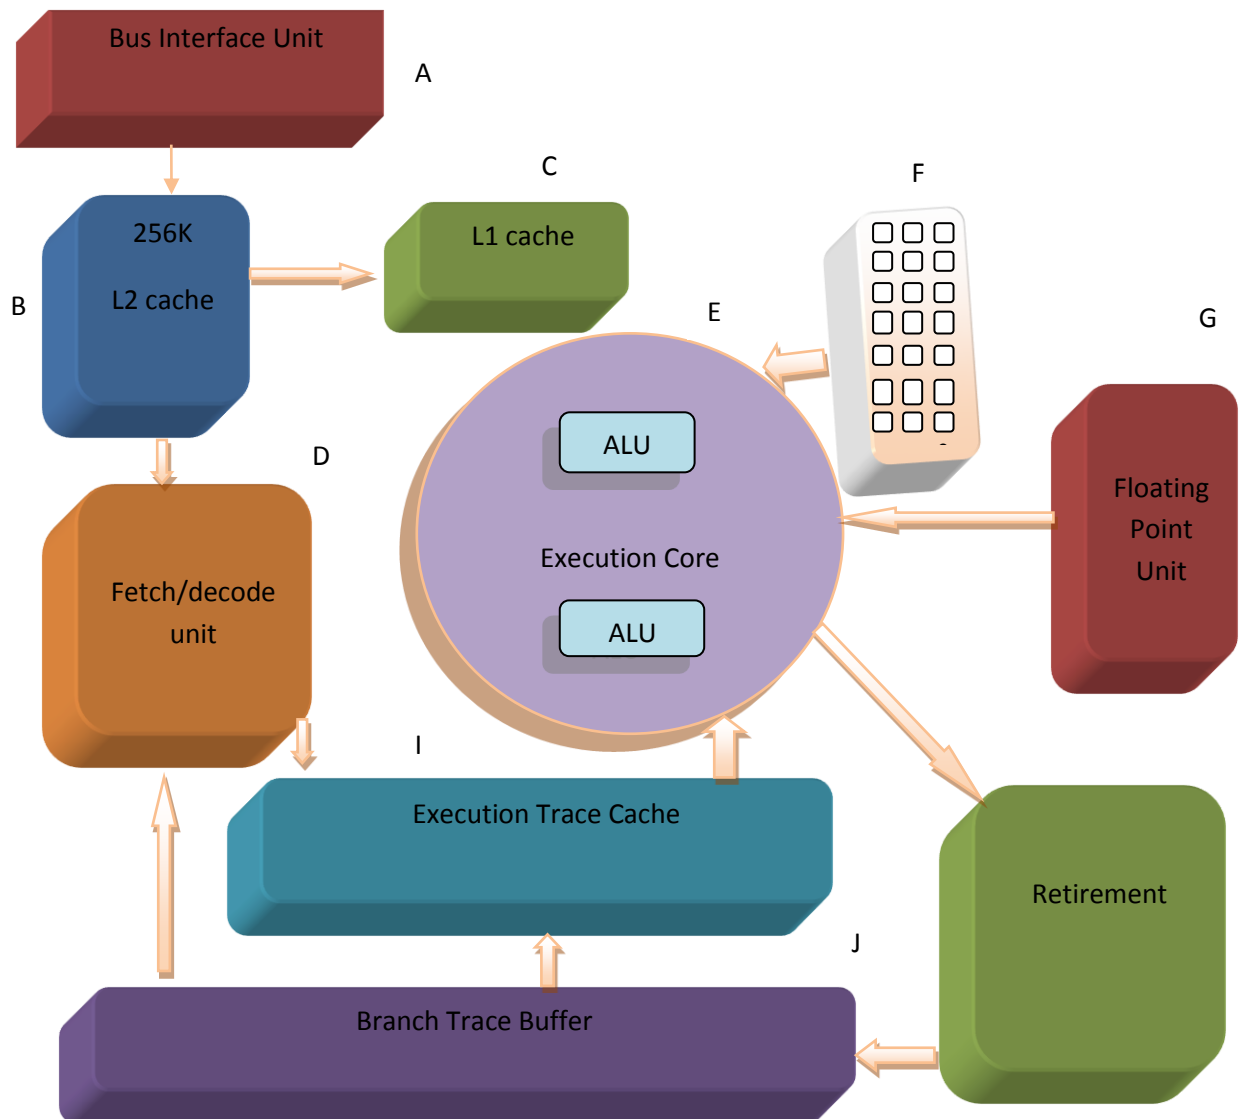 Bus Interface Unit
A
C
F
256K
L2 cache
L1 cache
B
E
G
ALU
D
Floating
Point
Unit
Execution Core
Fetch/decode
unit
ALU
I
Execution Trace Cache
Retirement
J
Branch Trace Buffer